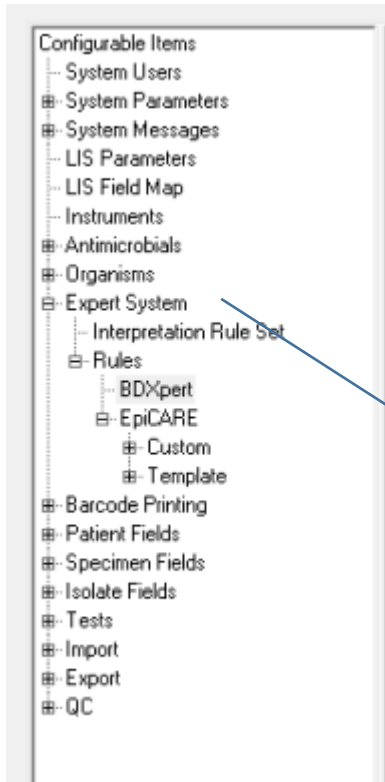 Configurable Items
System Users
System Parameters
System Messages
LIS Parameters
LIS Field Map
Instruments
Antimicrobials
Organisms
Expert System
Interpretation Rule Set
Rules
BDXpert
EpiCARE
Custom
Template
Barcode Printing
Patient Fields
Specimen Fields
Isolate Fields
Tests
Import
Export
QC